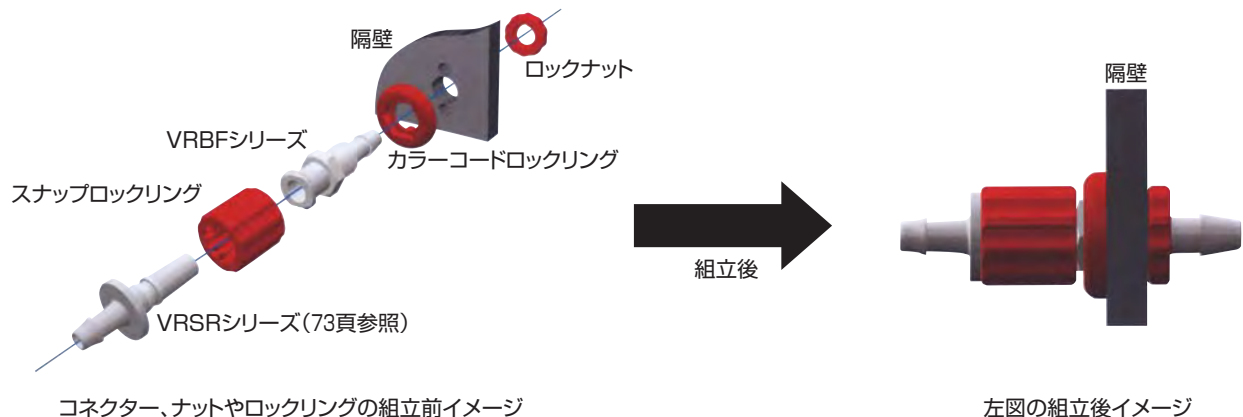 隔壁
ロックナット
VRBFシリーズ
カラーコードロックリング
スナップロックリング
VRSRシリーズ（73頁参照）
コネクター、ナットやロックリングの組立前イメージ
組立後
隔壁
左図の組立後イメージ